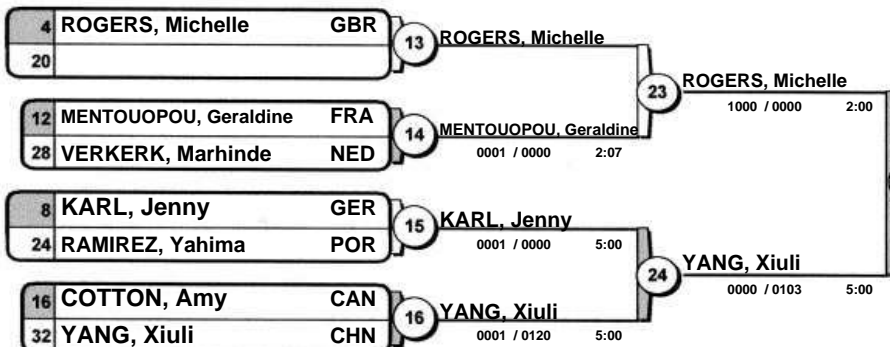 4 ROGERS, Michelle GBR
20
13 ROGERS, Michelle
12 MENTOUOPOU, Geraldine FRA
28 VERKERK, Marhinde NED
14 MENTOUOPOU, Geraldine
0001 / 0000 2:07
23 ROGERS, Michelle
1000 / 0000 2:00
8 KARL, Jenny GER
24 RAMIREZ, Yahima POR
15 KARL, Jenny
0001 / 0000 5:00
16 COTTON, Amy CAN
32 YANG, Xiuli CHN
16 YANG, Xiuli
0001 / 0120 5:00
24 YANG, Xiuli
0000 / 0103 5:00